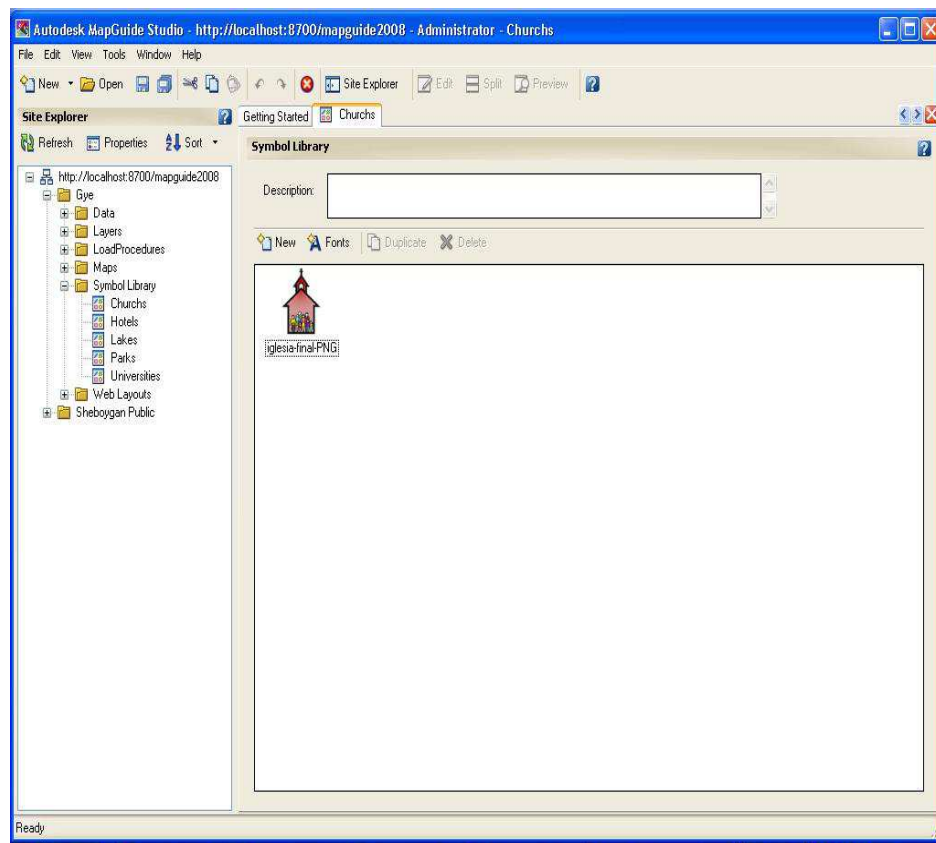 Autodesk MapGuide Studio - http://localhost:8700/mapguide2008 - Administrator - Churchs
File Edit View Tools Window Help
New Open Site Explorer Edit Split Preview
Site Explorer
Refresh Properties Sort
http://localhost:8700/mapguide2008
Gye
Data
Layers
LoadProcedures
Maps
Symbol Library
Churchs
Hotels
Lakes
Parks
Universities
Web Layouts
Sheboygan Public
Getting Started Churchs
Symbol Library
Description:
New Fonts Duplicate Delete
iglesia-final-PNG
Ready